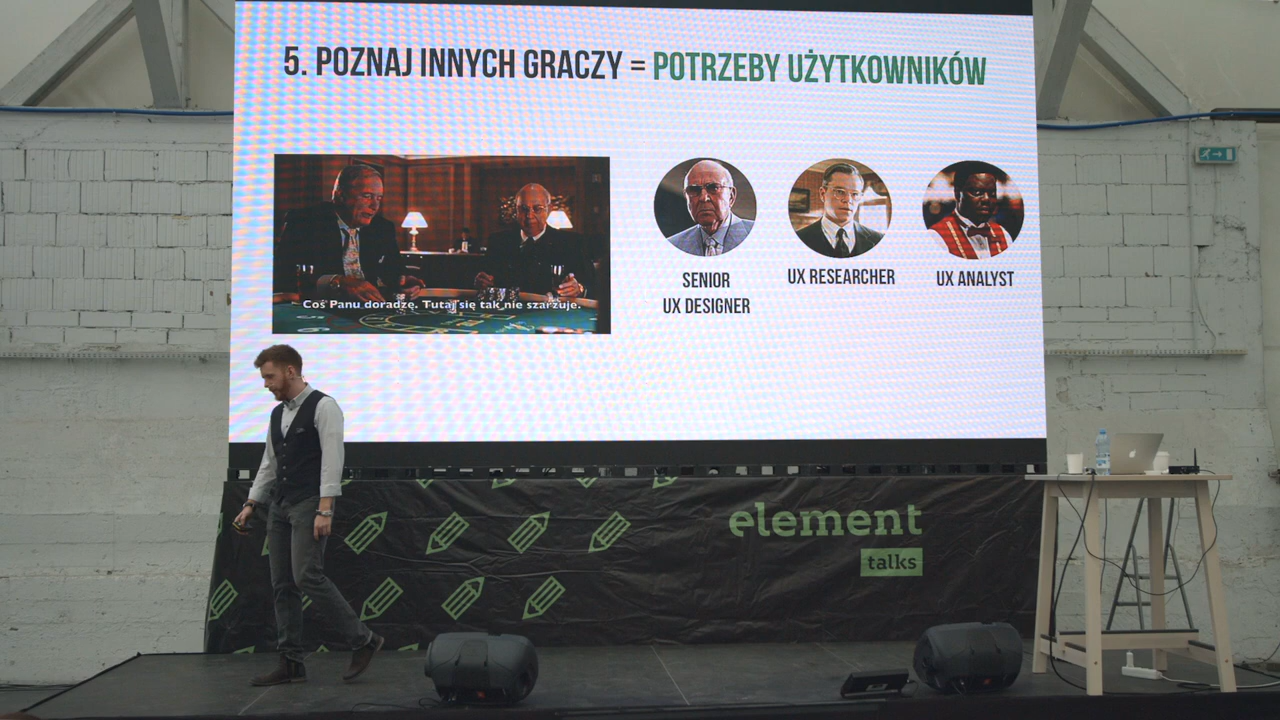 5. POZNAJ INNYCH GRACZY = POTRZEBY UŻYTKOWNIKÓW
Coś Panu doradzę. Tutaj się tak nie szarżuje.
SENIOR
UX DESIGNER
UX RESEARCHER
UX ANALYST
element
talks